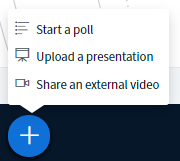 Start a poll
Upload a presentation
Share an external video